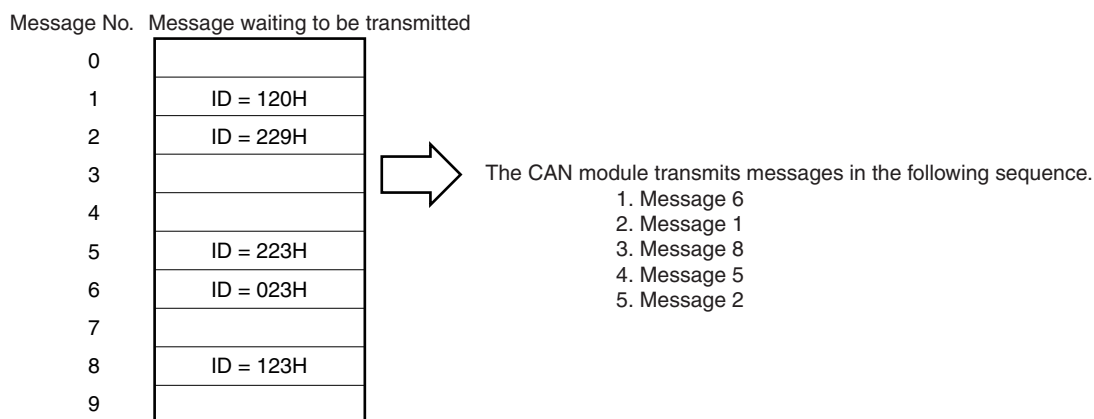 Message No. Message waiting to be transmitted
0
1 ID = 120H
2 ID = 229H
3
4
5 ID = 223H
6 ID = 023H
7
8 ID = 123H
9
The CAN module transmits messages in the following sequence.
1. Message 6
2. Message 1
3. Message 8
4. Message 5
5. Message 2